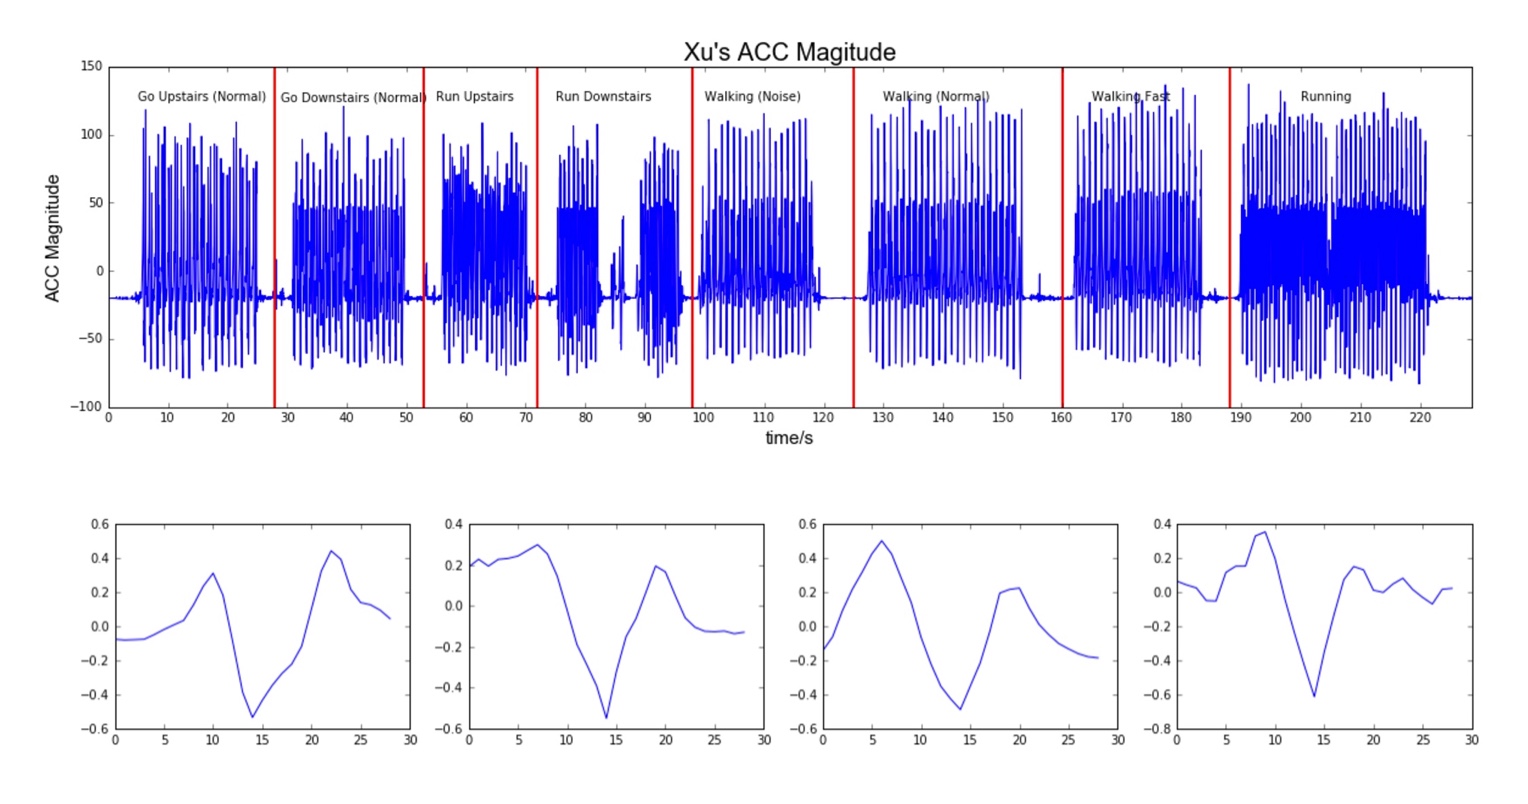 Xu's ACC Magitude
150
Go Upstairs (Normal) Go Downstairs (Normal) Run Upstairs Run Downstairs Walking (Noise) Walking (Normal) Walking Fast Running
100
50
0
−50
−100
ACC Magnitude
0 10 20 30 40 50 60 70 80 90 100 110 120 130 140 150 160 170 180 190 200 210 220
time/s
0.6 0.4 0.6 0.4
0.4 0.2 0.4 0.2
0.2 0.0 0.2 0.0
0.0 −0.2 0.0 −0.2
−0.2 −0.4 −0.2 −0.4
−0.4 −0.6 −0.4 −0.6
−0.6 −0.6 −0.8
0 5 10 15 20 25 30 0 5 10 15 20 25 30 0 5 10 15 20 25 30 0 5 10 15 20 25 30